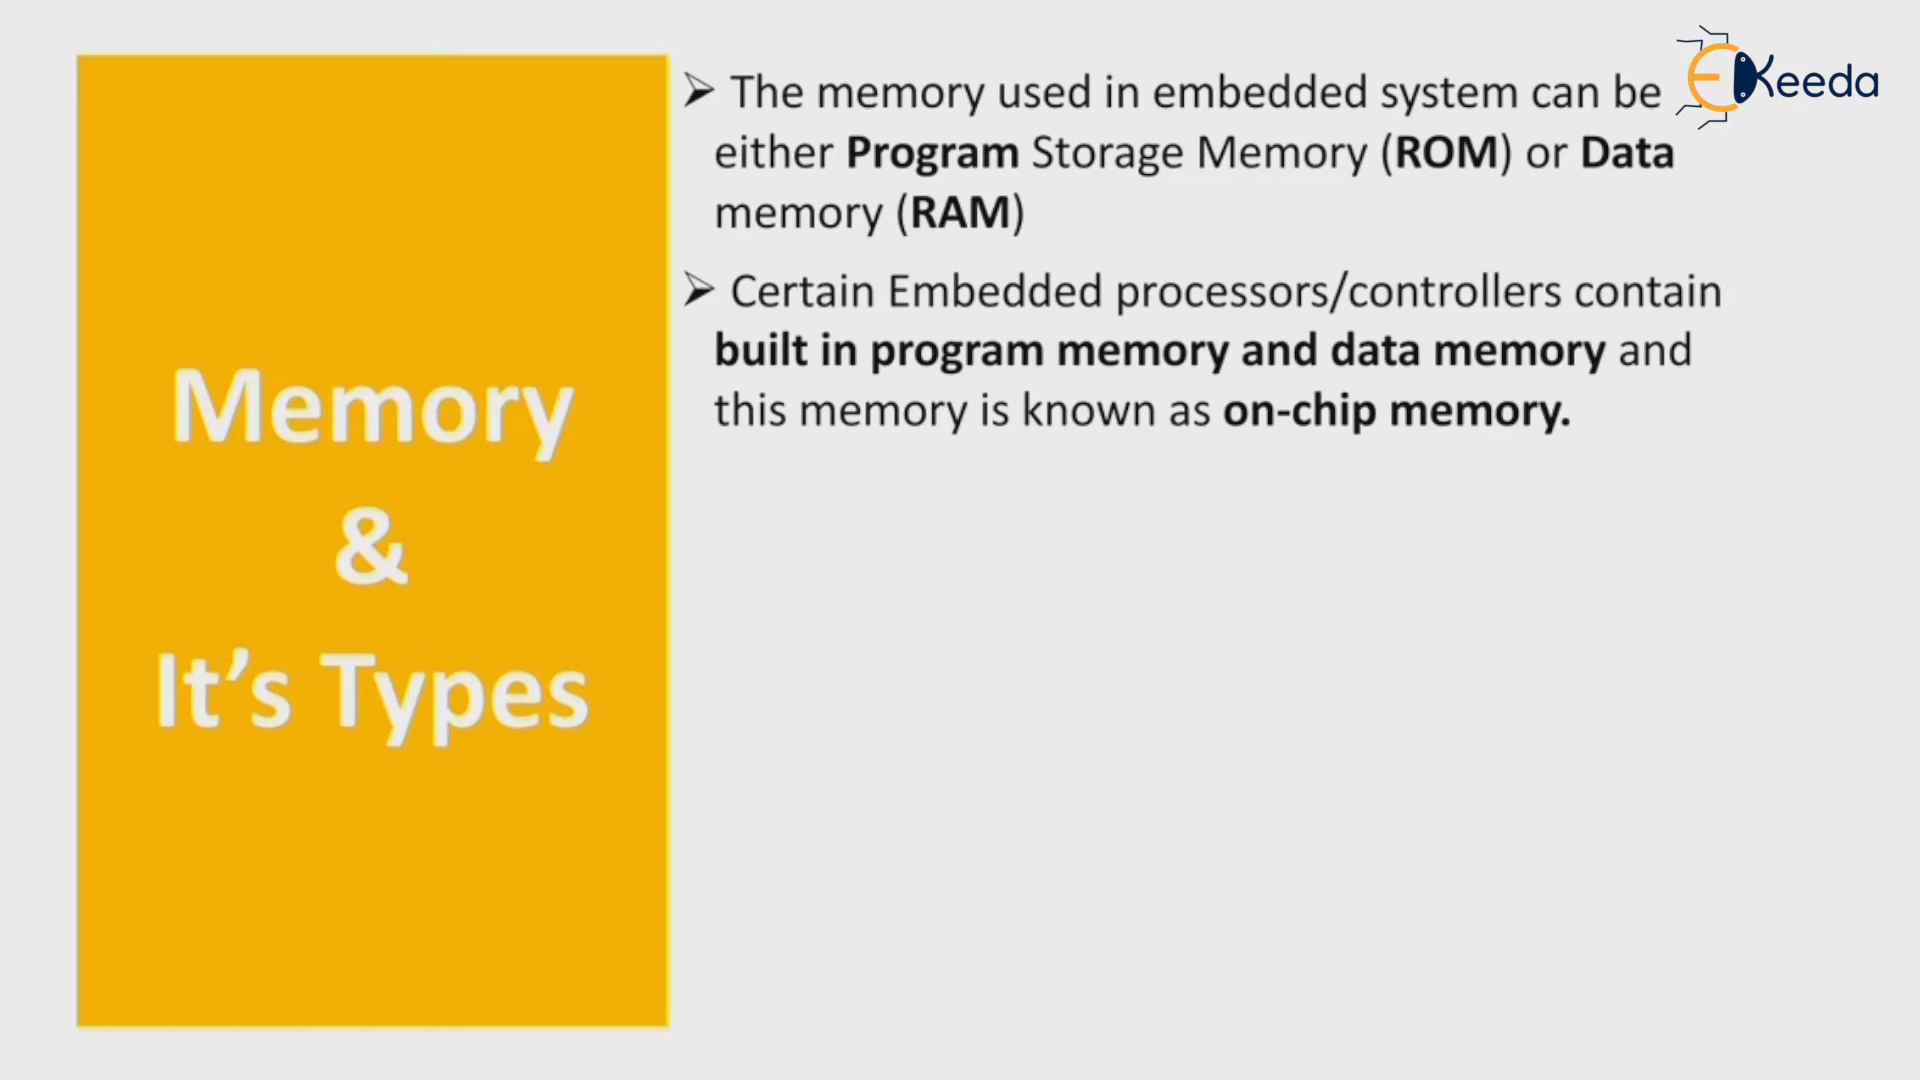 Memory
&
It’s Types
➢ The memory used in embedded system can be
either Program Storage Memory (ROM) or Data
memory (RAM)
➢ Certain Embedded processors/controllers contain
built in program memory and data memory and
this memory is known as on-chip memory.
EKeeda